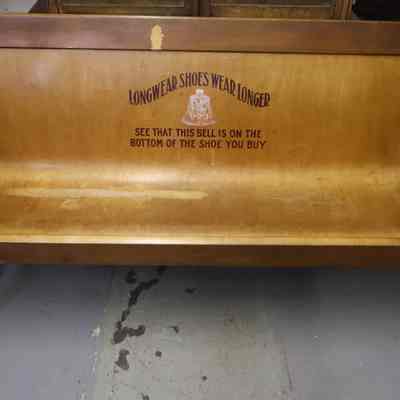 LONGWEAR SHOES WEAR LONGER
SEE THAT THIS BELL IS ON THE
BOTTOM OF THE SHOE YOU BUY